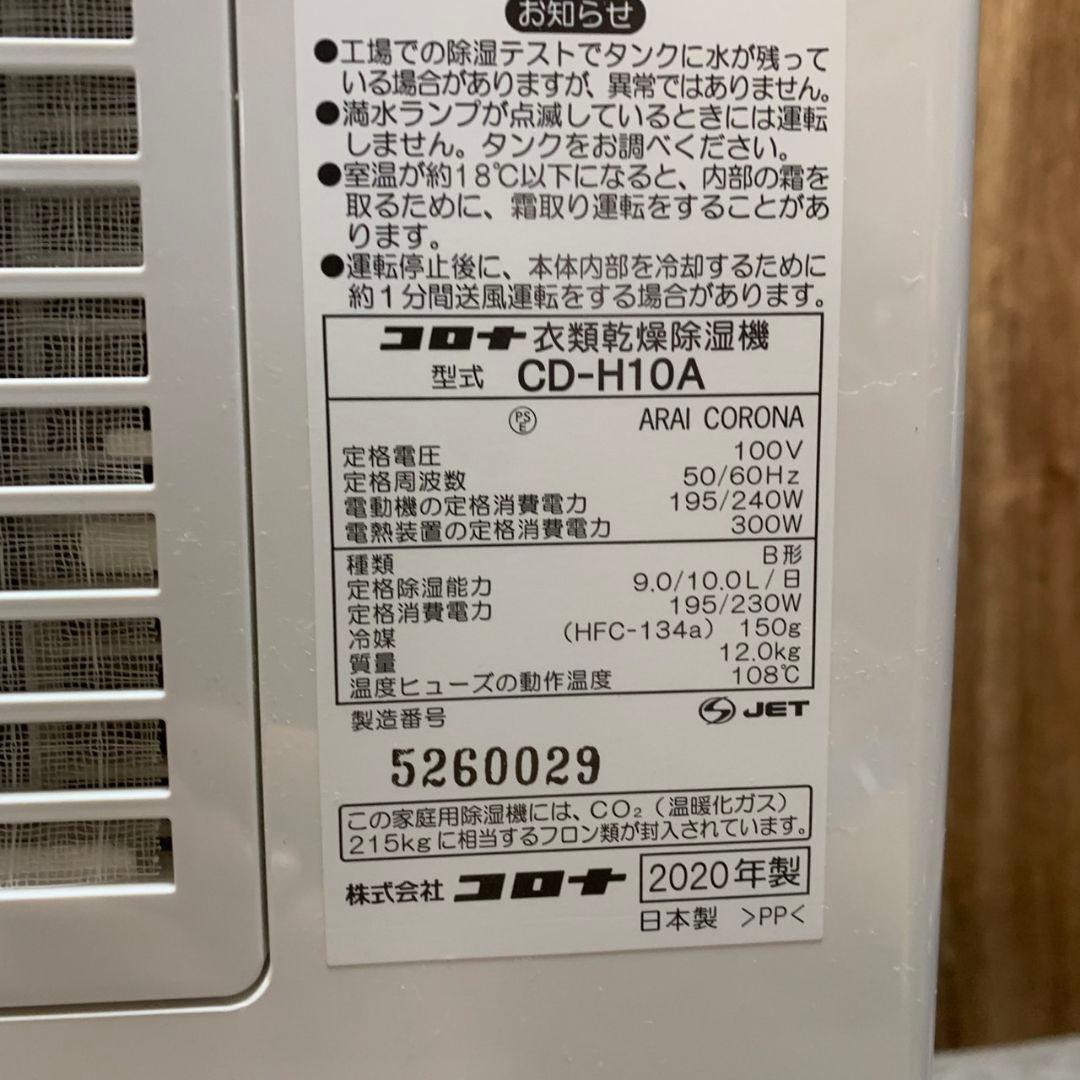 お知らせ
●工場での除湿テストでタンクに水が残って
いる場合がありますが、異常ではありません。
●満水ランプが点滅しているときには運転
しません。タンクをお調べください。
●室温が約18℃以下になると、内部の霜を
取るために、霜取り運転をすることがあ
ります。
●運転停止後に、本体内部を冷却するために
約1分間送風運転をする場合があります。
コロナ 衣類乾燥除湿機
型式 CD-H10A
PSE ARAI CORONA
定格電圧 100V
定格周波数 50/60Hz
電動機の定格消費電力 195/240W
電熱装置の定格消費電力 300W
種類 B形
定格除湿能力 9.0/10.0L/日
定格消費電力 195/230W
冷媒 (HFC-134a) 150g
質量 12.0kg
温度ヒューズの動作温度 108℃
製造番号 JET
5260029
この家庭用除湿機には、CO₂(温暖化ガス)
215kgに相当するフロン類が封入されています。
株式会社 コロナ 2020年製
日本製 >PP<